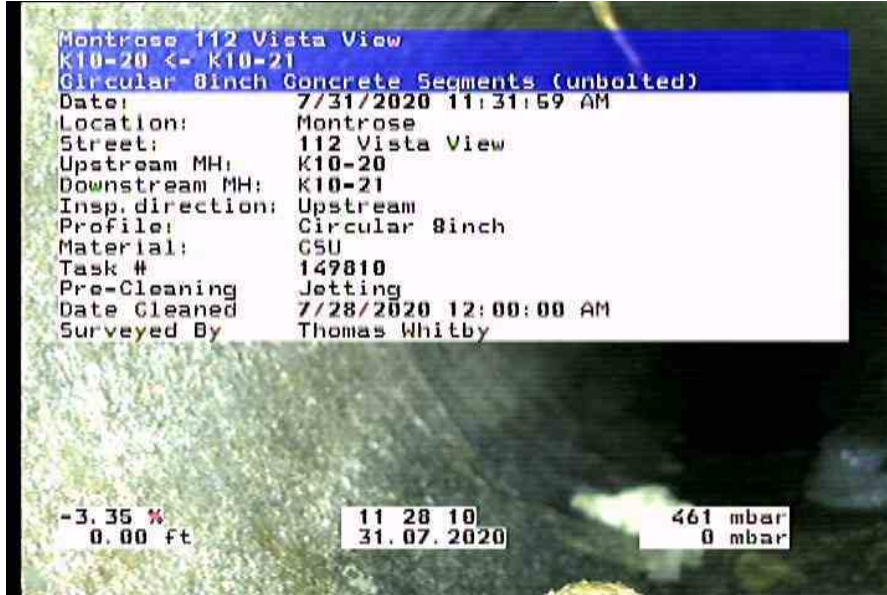 Montrose 112 Vista View
K10-20 <- K10-21
Circular 8inch Concrete Segments (unbolted)
Date: 7/31/2020 11:31:59 AM
Location: Montrose
Street: 112 Vista View
Upstream MH: K10-20
Downstream MH: K10-21
Insp.direction: Upstream
Profile: Circular 8inch
Material: CSU
Task # 149810
Pre-Cleaning Jetting
Date Cleaned 7/28/2020 12:00:00 AM
Surveyed By Thomas Whitby
-3.35 % 11 28 10 461 mbar
0.00 ft 31.07.2020 0 mbar